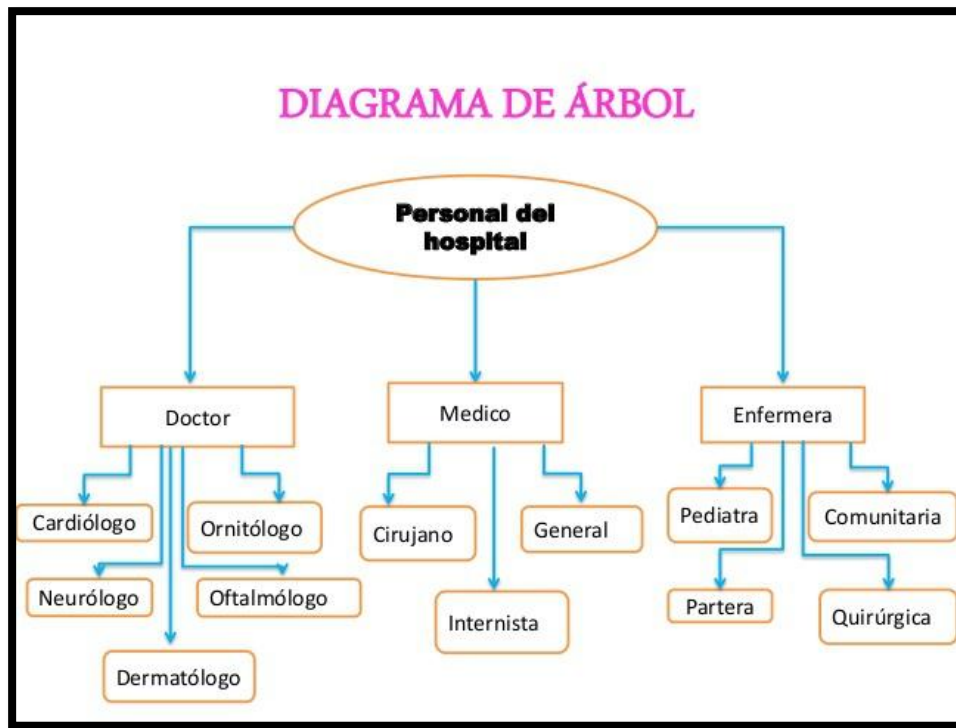 DIAGRAMA DE ÁRBOL
Personal del
hospital
Doctor
Medico
Enfermera
Cardiólogo
Ornitólogo
Neurólogo
Oftalmólogo
Dermatólogo
Cirujano
General
Internista
Pediatra
Comunitaria
Partera
Quirúrgica